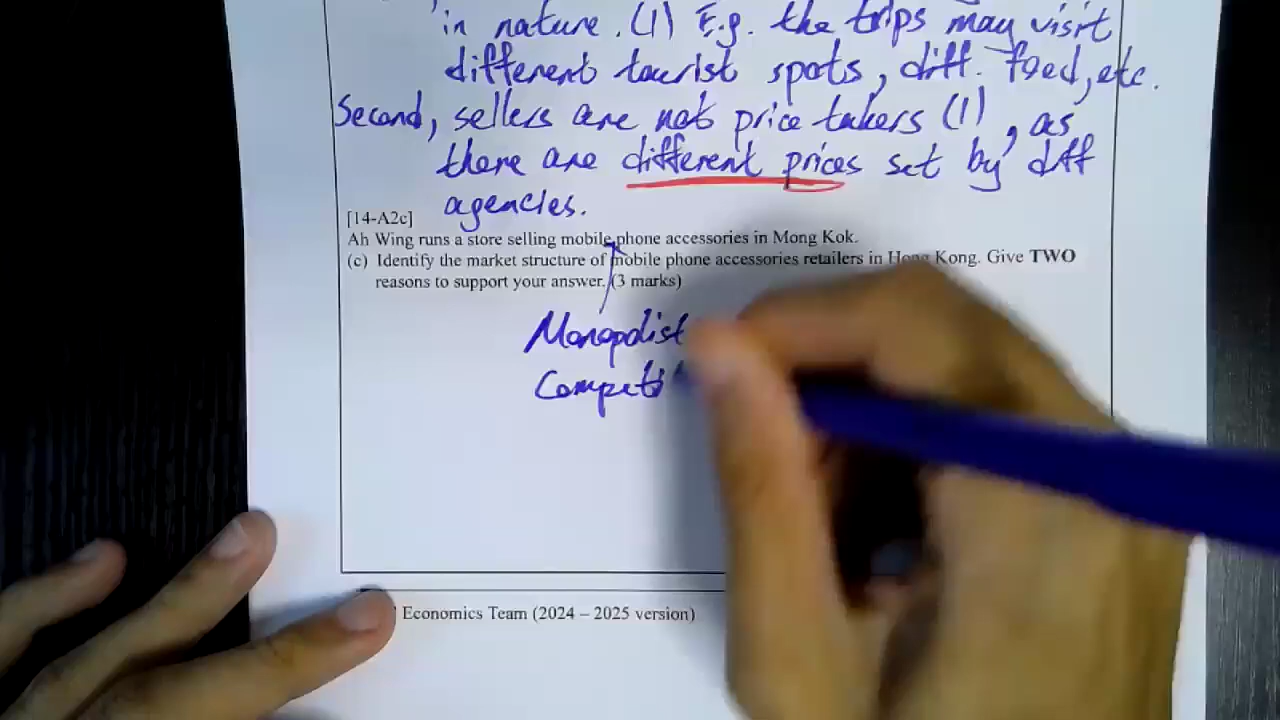 in nature. (1) E.g. the trips may visit
different tourist spots, diff. food, etc.
Second, sellers are not price takers (1), as
there are different prices set by diff
agencies.
[14-A2c]
Ah Wing runs a store selling mobile phone accessories in Mong Kok.
(c) Identify the market structure of mobile phone accessories retailers in Hong Kong. Give TWO
reasons to support your answer. (3 marks)
Monopolist
Competi
Economics Team (2024 – 2025 version)